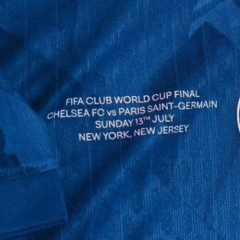 FIFA CLUB WORLD CUP FINAL
CHELSEA FC vs PARIS SAINT-GERMAIN
SUNDAY 13TH JULY
NEW YORK, NEW JERSEY